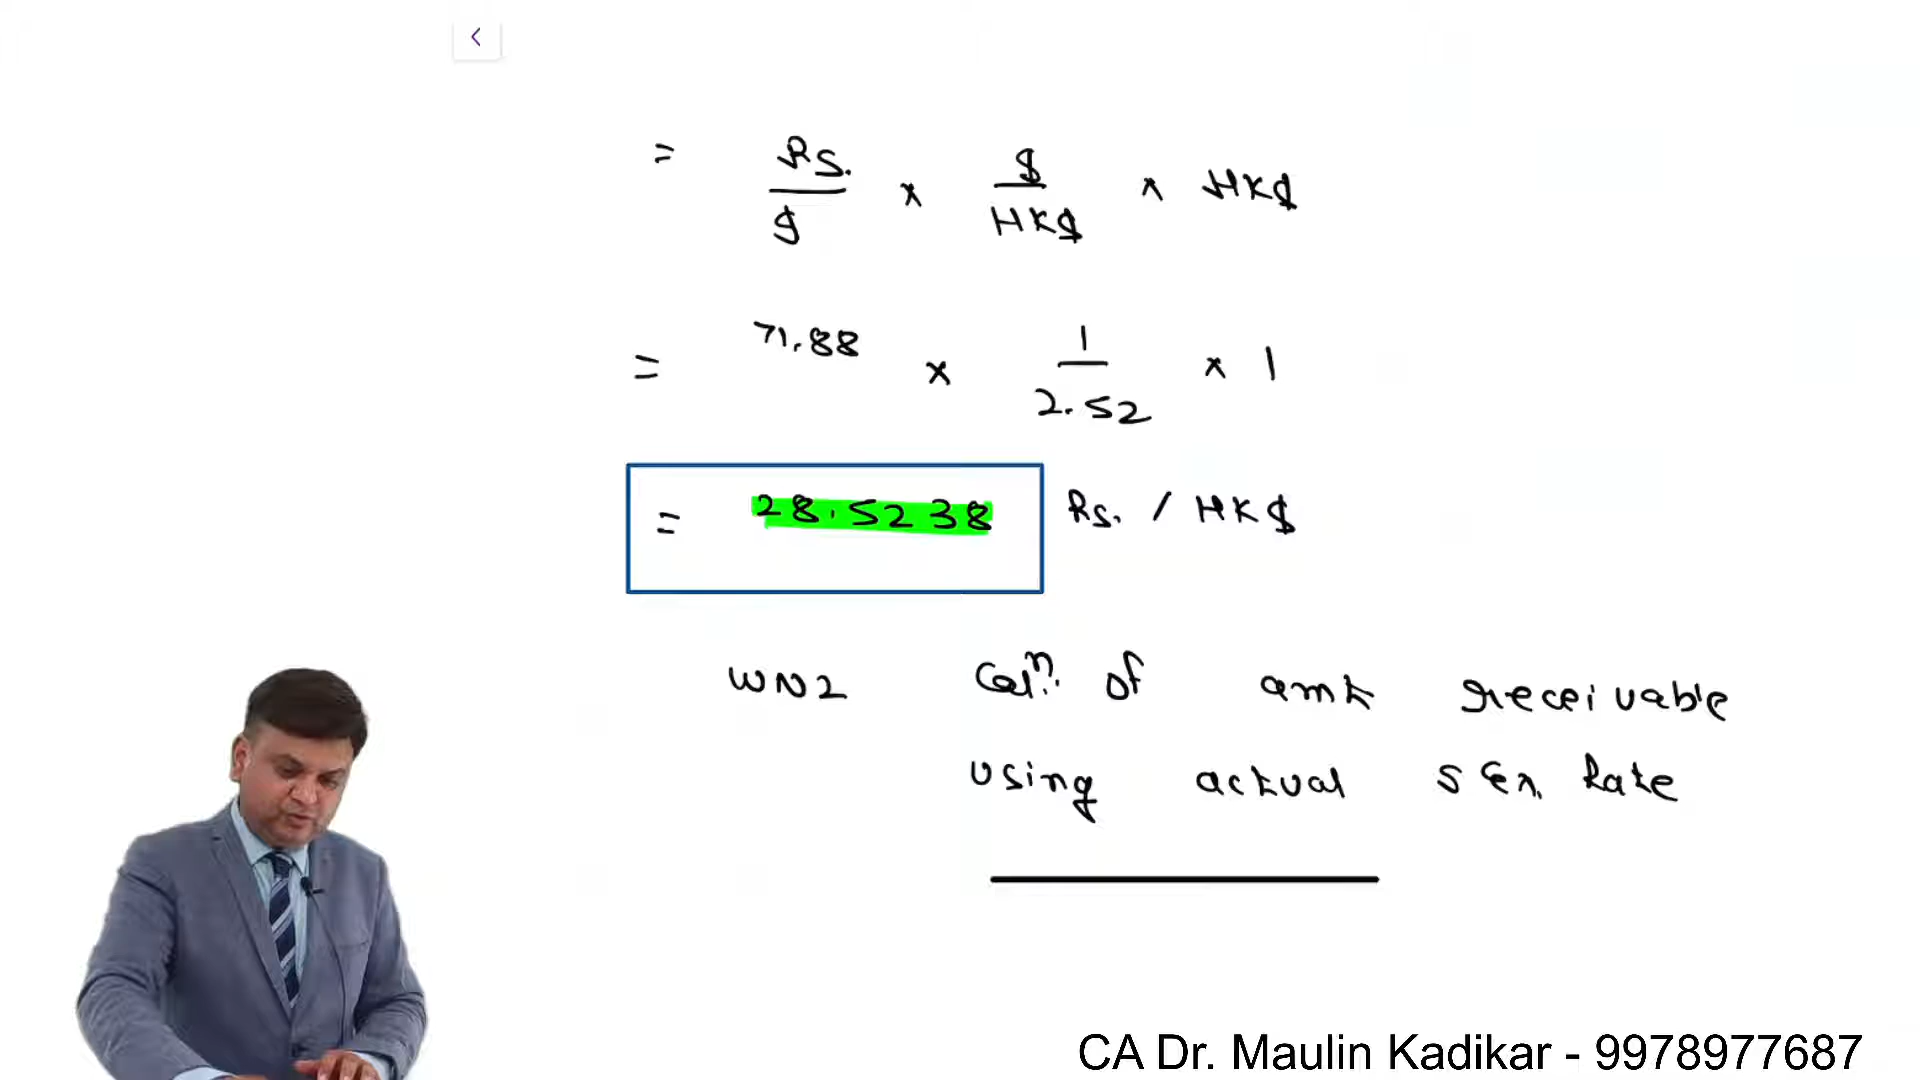 = Rs. / $ × $ / HK$ × HK$
= 71.88 × 1 / 2.52 × 1
= 28.5238 Rs. / HK$
WN2 Calⁿ. of amt receivable
using actual S Ex. Rate
CA Dr. Maulin Kadikar - 9978977687